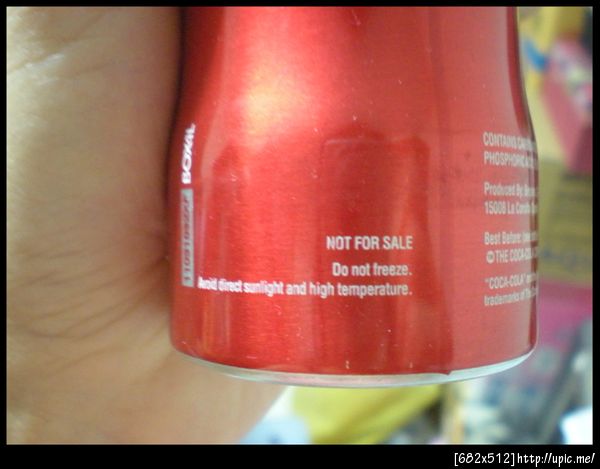 BOXAL
NOT FOR SALE
Do not freeze.
Avoid direct sunlight and high temperature.
CONTAINS
PHOSPHORIC
Produced By:
15008 La
Best Before:
© THE COCA-COLA
"COCA-COLA"
trademarks of The
[682x512]http://upic.me/